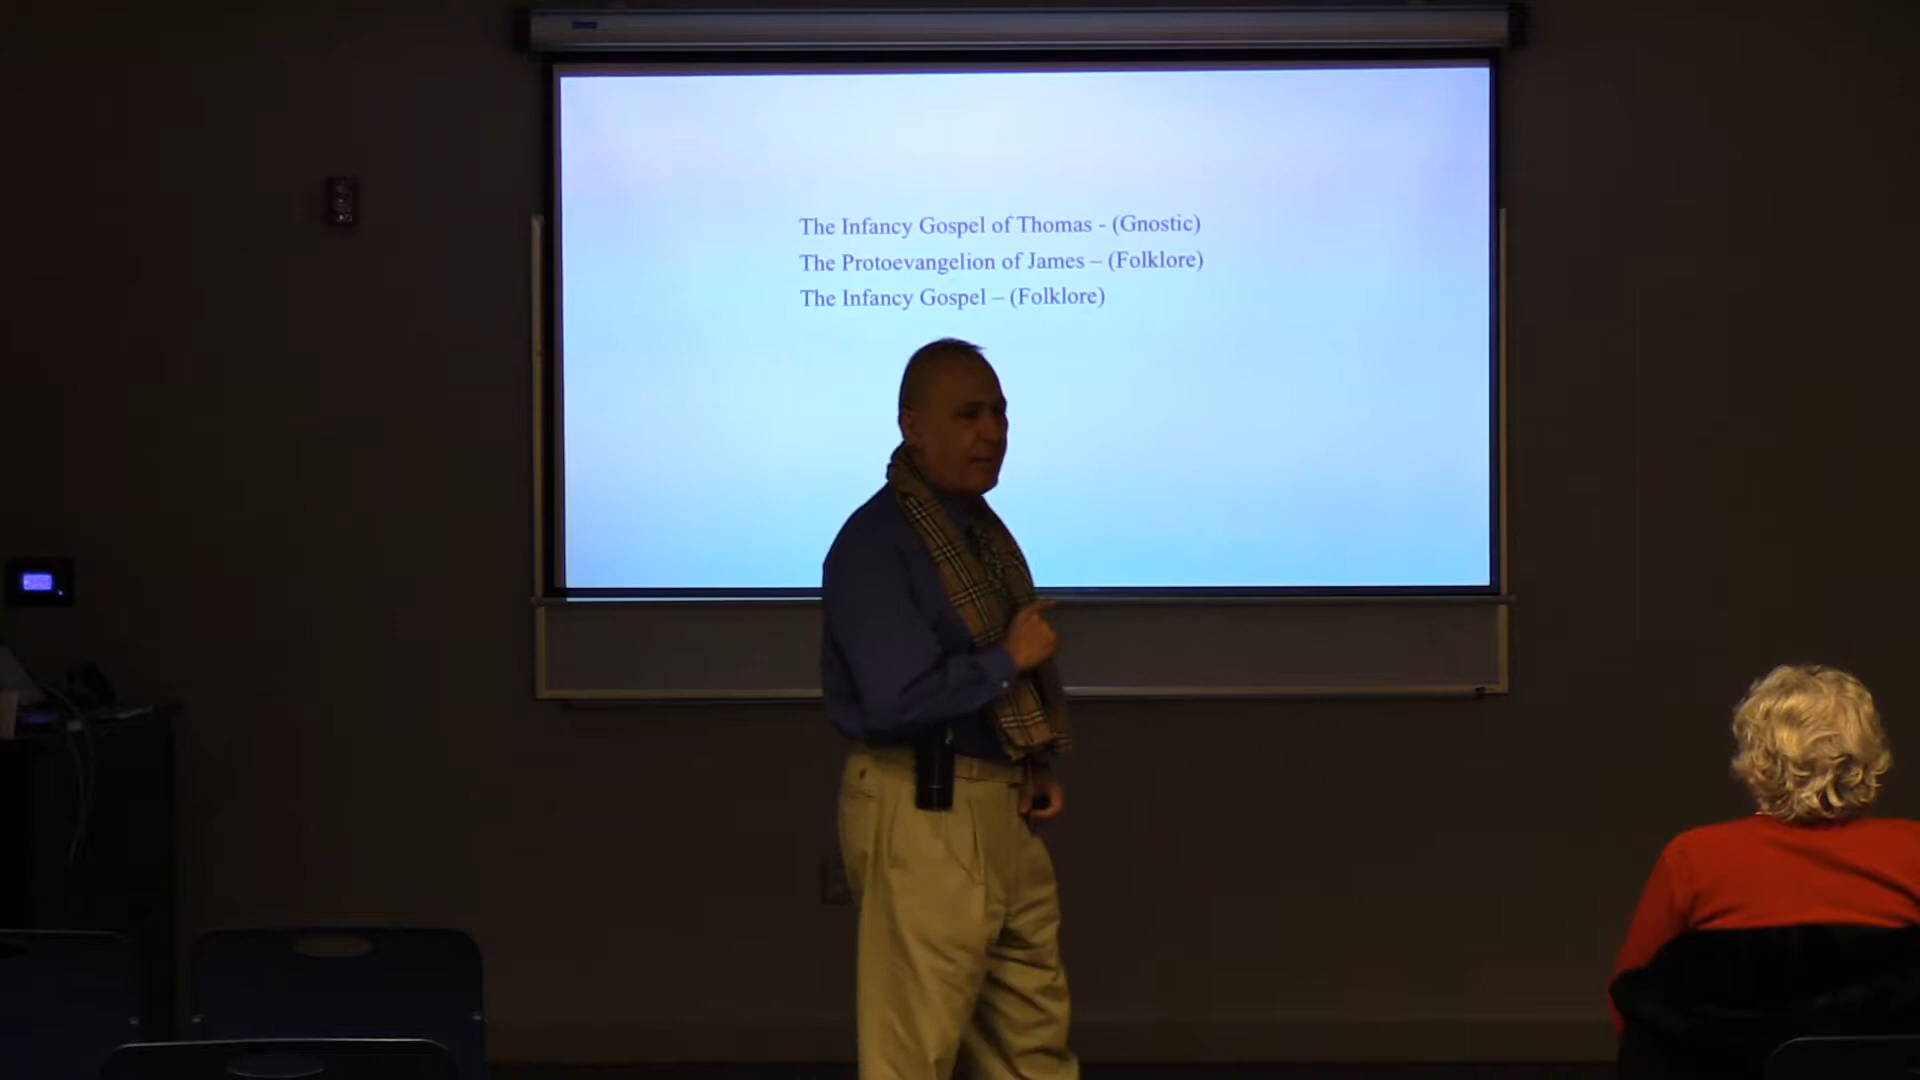 The Infancy Gospel of Thomas - (Gnostic)
The Protoevangelion of James – (Folklore)
The Infancy Gospel – (Folklore)